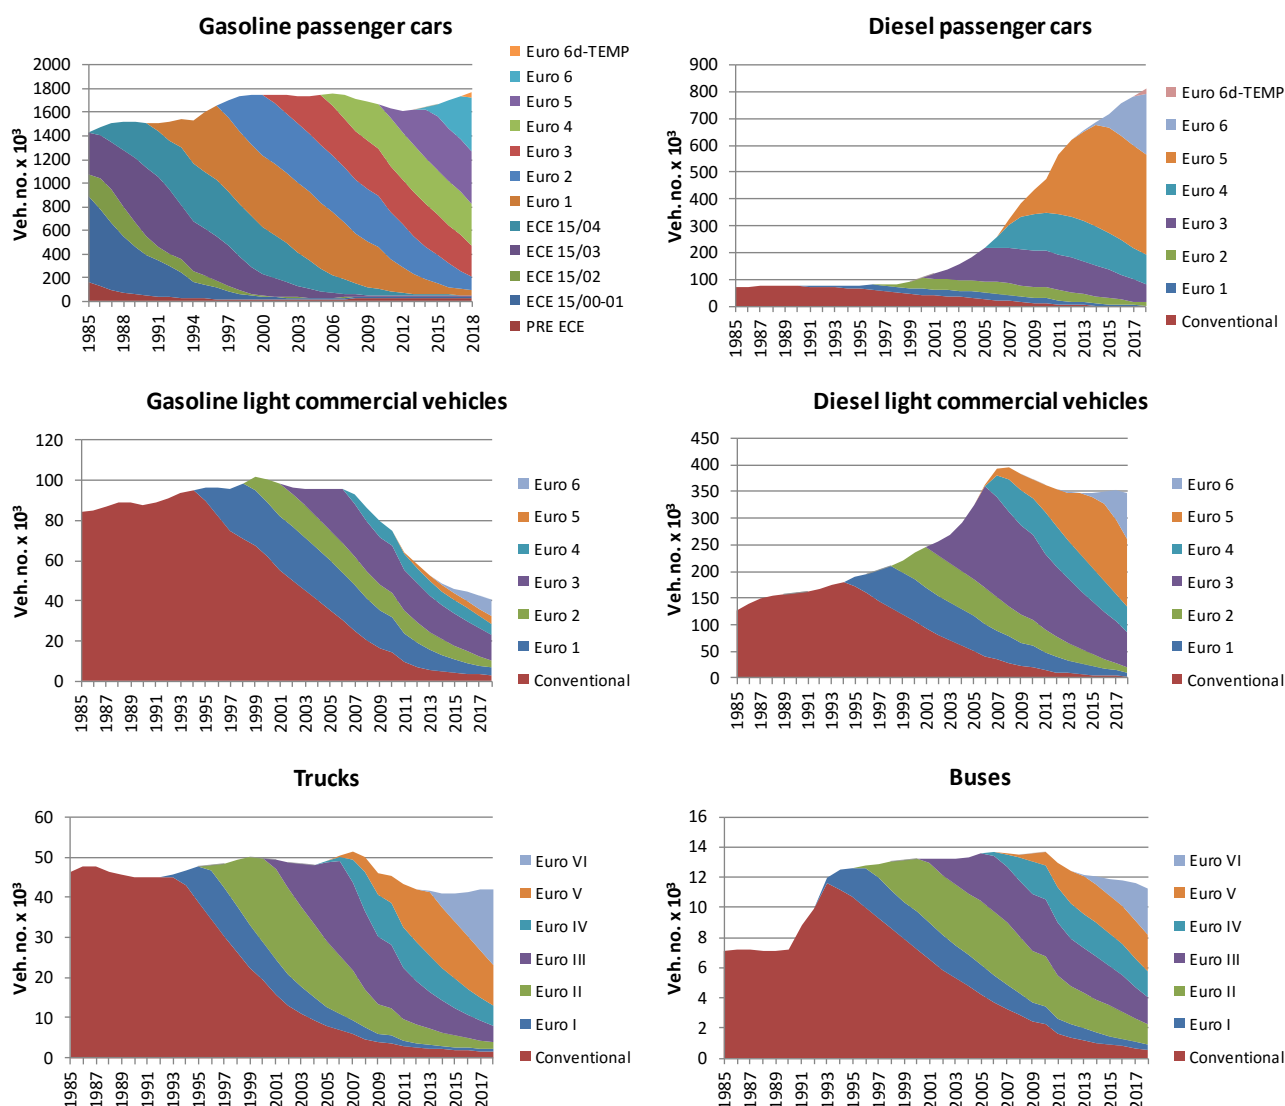 Gasoline passenger cars
Veh. no. x 10³
2000
1800
1600
1400
1200
1000
800
600
400
200
0
1985
1988
1991
1994
1997
2000
2003
2006
2009
2012
2015
2018
Euro 6d-TEMP
Euro 6
Euro 5
Euro 4
Euro 3
Euro 2
Euro 1
ECE 15/04
ECE 15/03
ECE 15/02
ECE 15/00-01
PRE ECE
Diesel passenger cars
Veh. no. x 10³
900
800
700
600
500
400
300
200
100
0
1985
1987
1989
1991
1993
1995
1997
1999
2001
2003
2005
2007
2009
2011
2013
2015
2017
Euro 6d-TEMP
Euro 6
Euro 5
Euro 4
Euro 3
Euro 2
Euro 1
Conventional
Gasoline light commercial vehicles
Veh. no. x 10³
120
100
80
60
40
20
0
1985
1987
1989
1991
1993
1995
1997
1999
2001
2003
2005
2007
2009
2011
2013
2015
2017
Euro 6
Euro 5
Euro 4
Euro 3
Euro 2
Euro 1
Conventional
Diesel light commercial vehicles
Veh. no. x 10³
450
400
350
300
250
200
150
100
50
0
1985
1987
1989
1991
1993
1995
1997
1999
2001
2003
2005
2007
2009
2011
2013
2015
2017
Euro 6
Euro 5
Euro 4
Euro 3
Euro 2
Euro 1
Conventional
Trucks
Veh. no. x 10³
60
50
40
30
20
10
0
1985
1987
1989
1991
1993
1995
1997
1999
2001
2003
2005
2007
2009
2011
2013
2015
2017
Euro VI
Euro V
Euro IV
Euro III
Euro II
Euro I
Conventional
Buses
Veh. no. x 10³
16
14
12
10
8
6
4
2
0
1985
1987
1989
1991
1993
1995
1997
1999
2001
2003
2005
2007
2009
2011
2013
2015
2017
Euro VI
Euro V
Euro IV
Euro III
Euro II
Euro I
Conventional